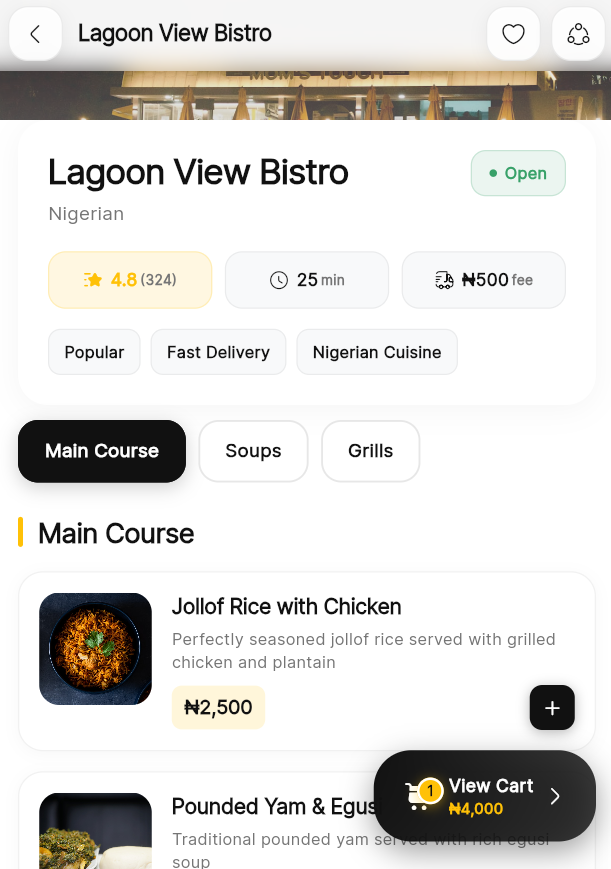 Lagoon View Bistro
MOM'S TOUCH
Lagoon View Bistro
Open
Nigerian
4.8 (324)
25 min
₦500 fee
Popular
Fast Delivery
Nigerian Cuisine
Main Course
Soups
Grills
Main Course
Jollof Rice with Chicken
Perfectly seasoned jollof rice served with grilled
chicken and plantain
₦2,500
+
Pounded Yam & Egusi
Traditional pounded yam served with rich egusi
soup
1
View Cart
₦4,000